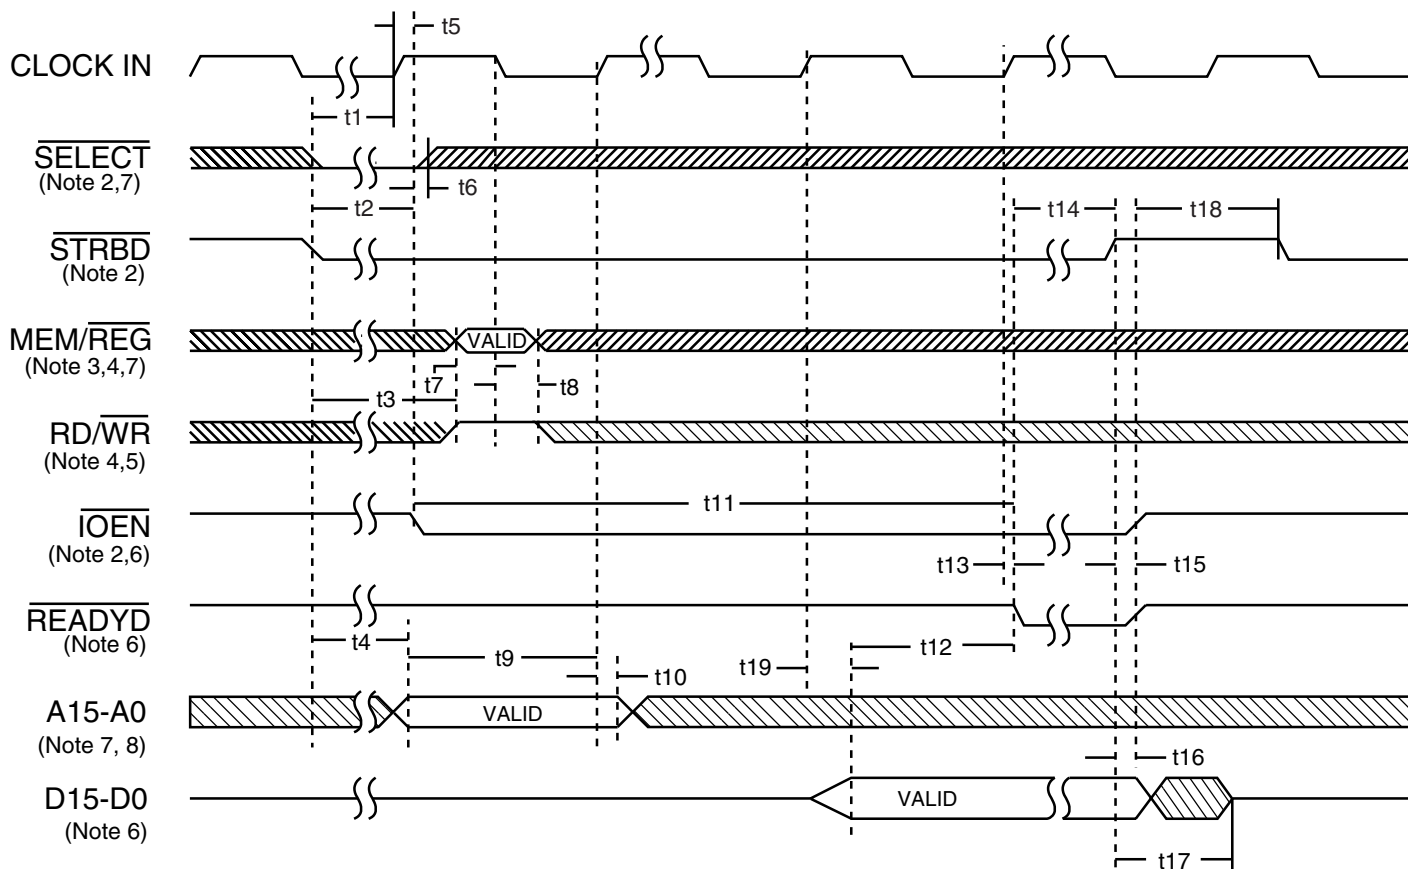 t5
CLOCK IN
t1
SELECT
(Note 2,7)
t6
t2
t14
t18
STRBD
(Note 2)
MEM/REG
VALID
(Note 3,4,7)
t7
t8
t3
RD/WR
(Note 4,5)
t11
IOEN
(Note 2,6)
t13
t15
READYD
(Note 6)
t4
t9
t12
t19
t10
A15-A0
VALID
(Note 7, 8)
t16
D15-D0
VALID
(Note 6)
t17